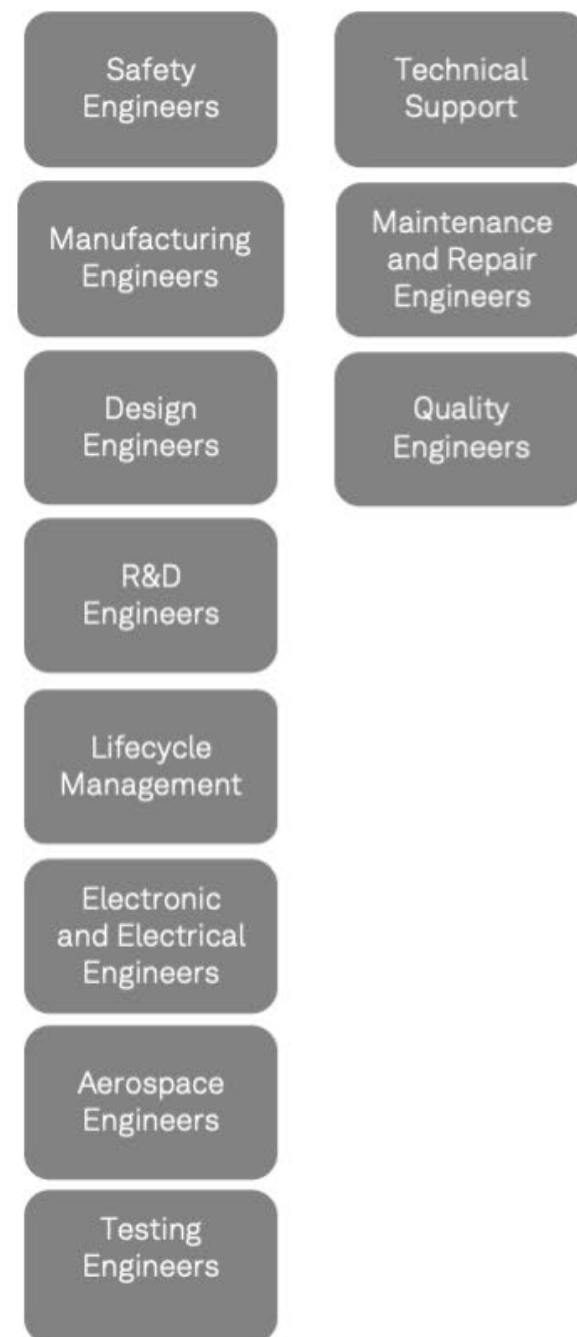 Safety
Engineers
Technical
Support
Manufacturing
Engineers
Maintenance
and Repair
Engineers
Design
Engineers
Quality
Engineers
R&D
Engineers
Lifecycle
Management
Electronic
and Electrical
Engineers
Aerospace
Engineers
Testing
Engineers